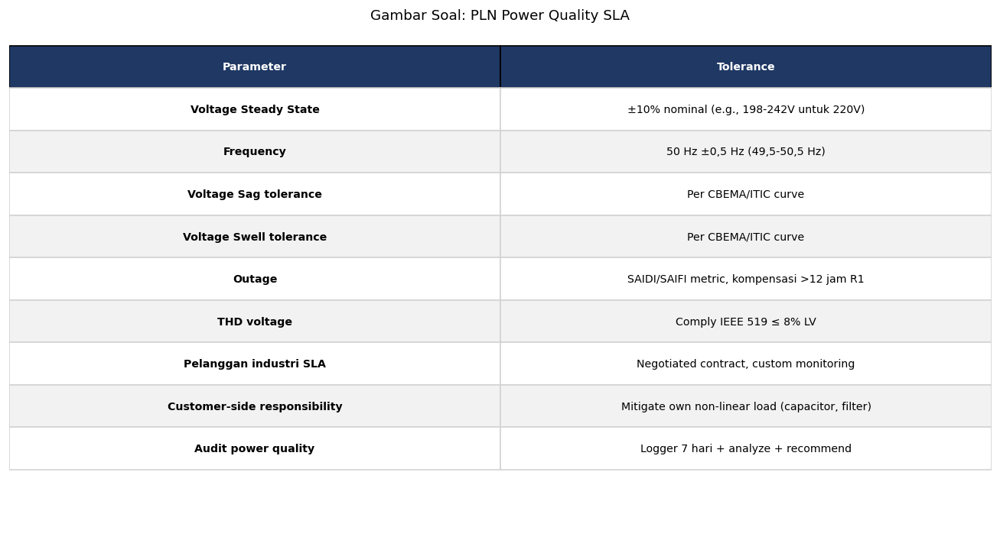 Gambar Soal: PLN Power Quality SLA
Parameter Tolerance
Voltage Steady State ±10% nominal (e.g., 198-242V untuk 220V)
Frequency 50 Hz ±0,5 Hz (49,5-50,5 Hz)
Voltage Sag tolerance Per CBEMA/ITIC curve
Voltage Swell tolerance Per CBEMA/ITIC curve
Outage SAIDI/SAIFI metric, kompensasi >12 jam R1
THD voltage Comply IEEE 519 ≤ 8% LV
Pelanggan industri SLA Negotiated contract, custom monitoring
Customer-side responsibility Mitigate own non-linear load (capacitor, filter)
Audit power quality Logger 7 hari + analyze + recommend